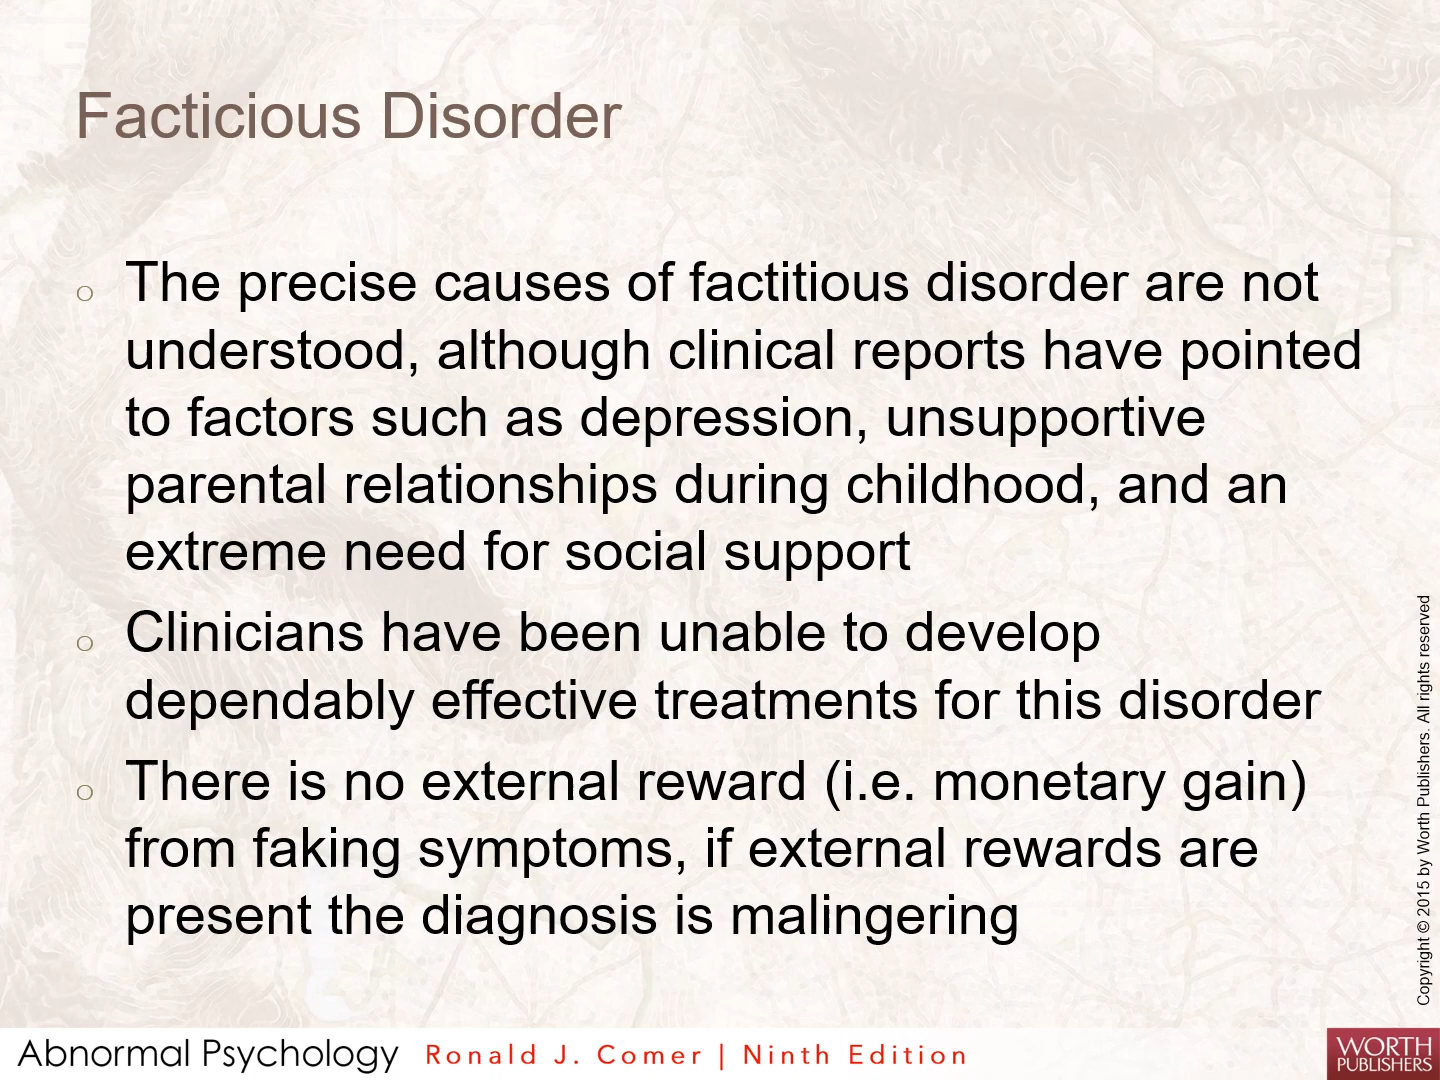 Facticious Disorder
o The precise causes of factitious disorder are not
understood, although clinical reports have pointed
to factors such as depression, unsupportive
parental relationships during childhood, and an
extreme need for social support
o Clinicians have been unable to develop
dependably effective treatments for this disorder
o There is no external reward (i.e. monetary gain)
from faking symptoms, if external rewards are
present the diagnosis is malingering
Copyright © 2015 by Worth Publishers. All rights reserved
Abnormal Psychology Ronald J. Comer | Ninth Edition
WORTH
PUBLISHERS